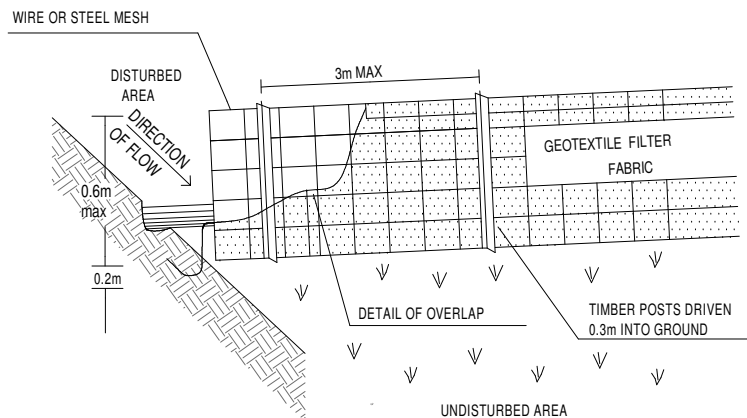 WIRE OR STEEL MESH
3m MAX
DISTURBED
AREA
DIRECTION
OF FLOW
GEOTEXTILE FILTER
FABRIC
0.6m
max
0.2m
DETAIL OF OVERLAP
TIMBER POSTS DRIVEN
0.3m INTO GROUND
UNDISTURBED AREA